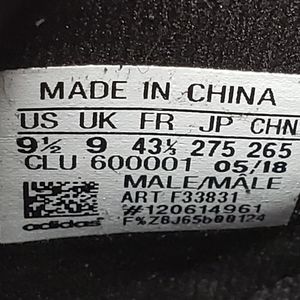 MADE IN CHINA
US UK FR JP CHN
9½ 9 43⅓ 275 265
CLU 600001 05/18
MALE/MALE
ART F33831
#120614961
adidas F%Z8J65b08124